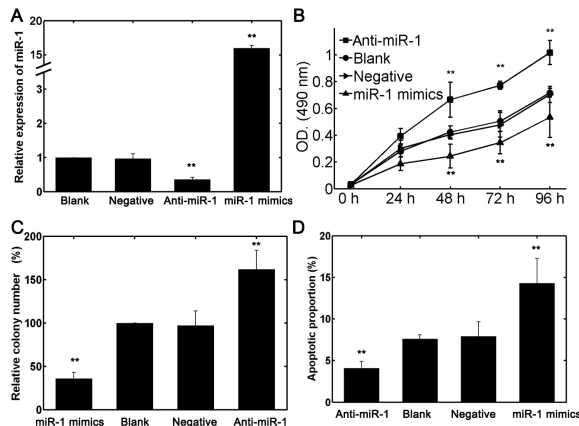 A
Relative expression of miR-1
16
15
2
1
0
**
**
Blank
Negative
Anti-miR-1
miR-1 mimics
B
OD. (490 nm)
1
0.8
0.6
0.4
0.2
0
Anti-miR-1
Blank
Negative
miR-1 mimics
**
**
**
**
**
**
0 h
24 h
48 h
72 h
96 h
C
Relative colony number
(%)
200
150
100
50
0
**
**
miR-1 mimics
Blank
Negative
Anti-miR-1
D
Apoptotic proportion (%)
20
15
10
5
0
**
**
Anti-miR-1
Blank
Negative
miR-1 mimics